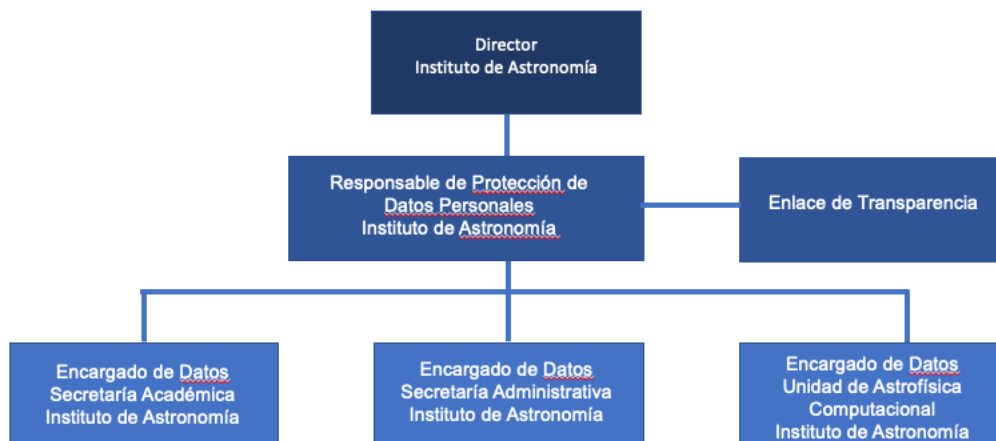 Director
Instituto de Astronomía
Responsable de Protección de
Datos Personales
Instituto de Astronomía
Enlace de Transparencia
Encargado de Datos
Secretaría Académica
Instituto de Astronomía
Encargado de Datos
Secretaría Administrativa
Instituto de Astronomía
Encargado de Datos
Unidad de Astrofísica
Computacional
Instituto de Astronomía